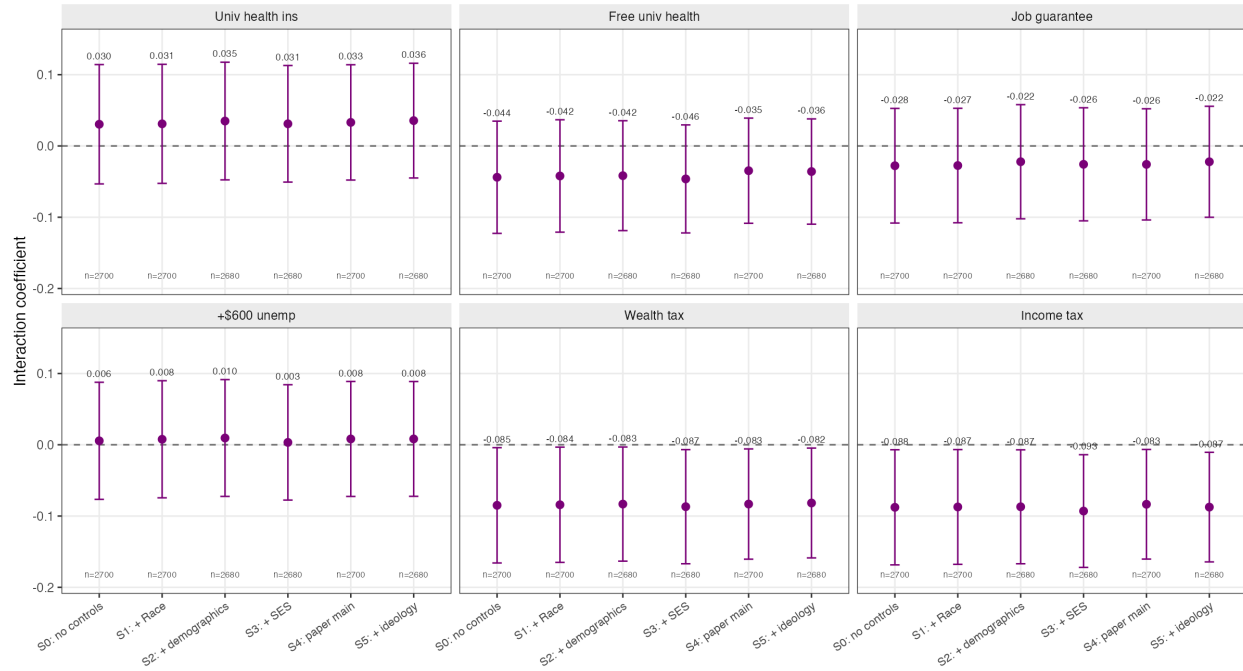 Univ health ins
Free univ health
Job guarantee
0.1
0.0
-0.1
-0.2
0.030
0.031
0.035
0.031
0.033
0.036
n=2700
n=2700
n=2680
n=2680
n=2700
n=2680
-0.044
-0.042
-0.042
-0.046
-0.035
-0.036
n=2700
n=2700
n=2680
n=2680
n=2700
n=2680
-0.028
-0.027
-0.022
-0.026
-0.026
-0.022
n=2700
n=2700
n=2680
n=2680
n=2700
n=2680
Interaction coefficient
+$600 unemp
Wealth tax
Income tax
0.1
0.0
-0.1
-0.2
0.006
0.008
0.010
0.003
0.008
0.008
n=2700
n=2700
n=2680
n=2680
n=2700
n=2680
-0.085
-0.084
-0.083
-0.087
-0.083
-0.082
n=2700
n=2700
n=2680
n=2680
n=2700
n=2680
-0.088
-0.087
-0.087
-0.093
-0.083
-0.087
n=2700
n=2700
n=2680
n=2680
n=2700
n=2680
S0: no controls
S1: + Race
S2: + demographics
S3: + SES
S4: paper main
S5: + ideology
S0: no controls
S1: + Race
S2: + demographics
S3: + SES
S4: paper main
S5: + ideology
S0: no controls
S1: + Race
S2: + demographics
S3: + SES
S4: paper main
S5: + ideology